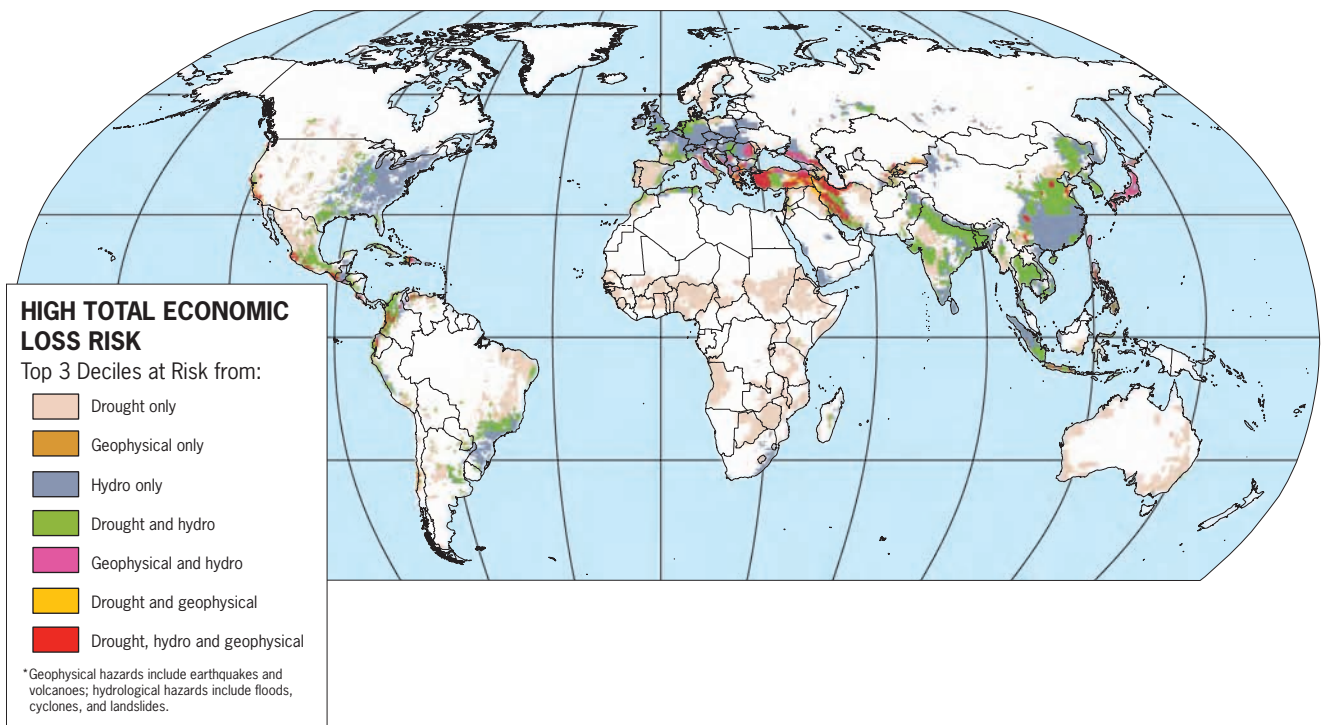 HIGH TOTAL ECONOMIC
LOSS RISK
Top 3 Deciles at Risk from:
Drought only
Geophysical only
Hydro only
Drought and hydro
Geophysical and hydro
Drought and geophysical
Drought, hydro and geophysical
*Geophysical hazards include earthquakes and
volcanoes; hydrological hazards include floods,
cyclones, and landslides.